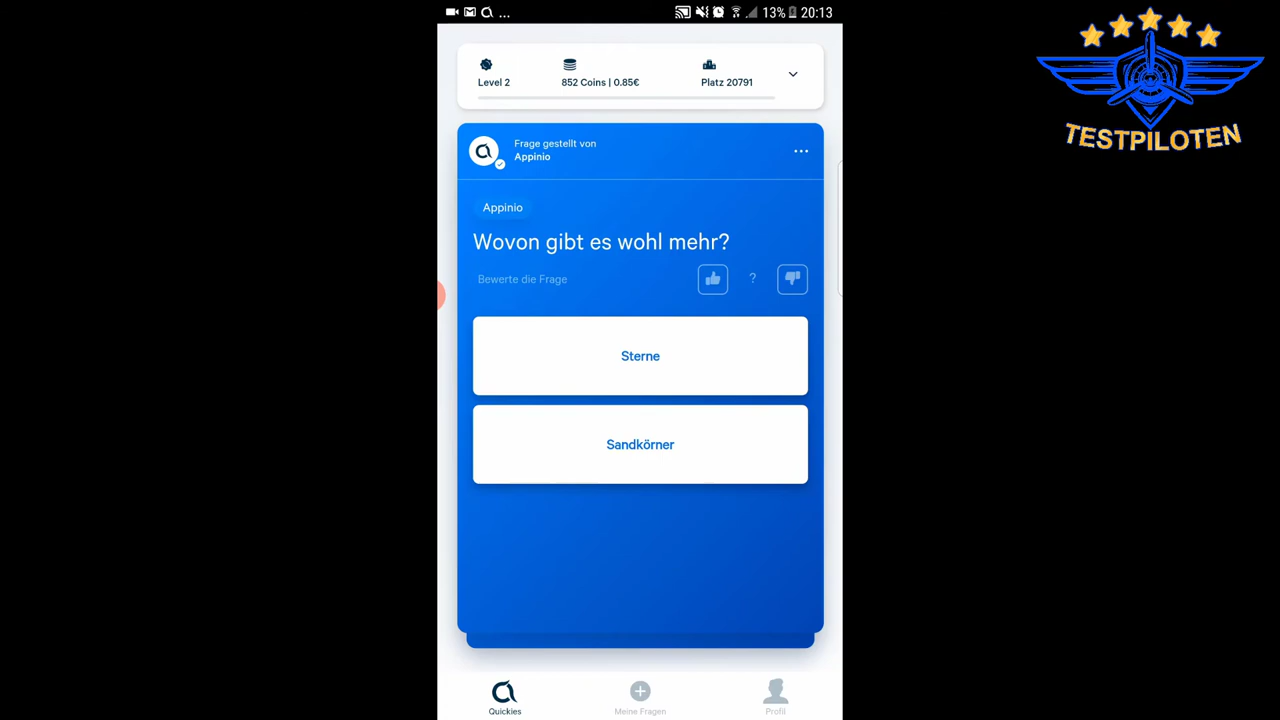 ... 13% 20:13
Level 2 852 Coins | 0.85€ Platz 20791
Frage gestellt von
Appinio
Appinio
Wovon gibt es wohl mehr?
Bewerte die Frage ?
Sterne
Sandkörner
Quickies Meine Fragen Profil
TESTPILOTEN